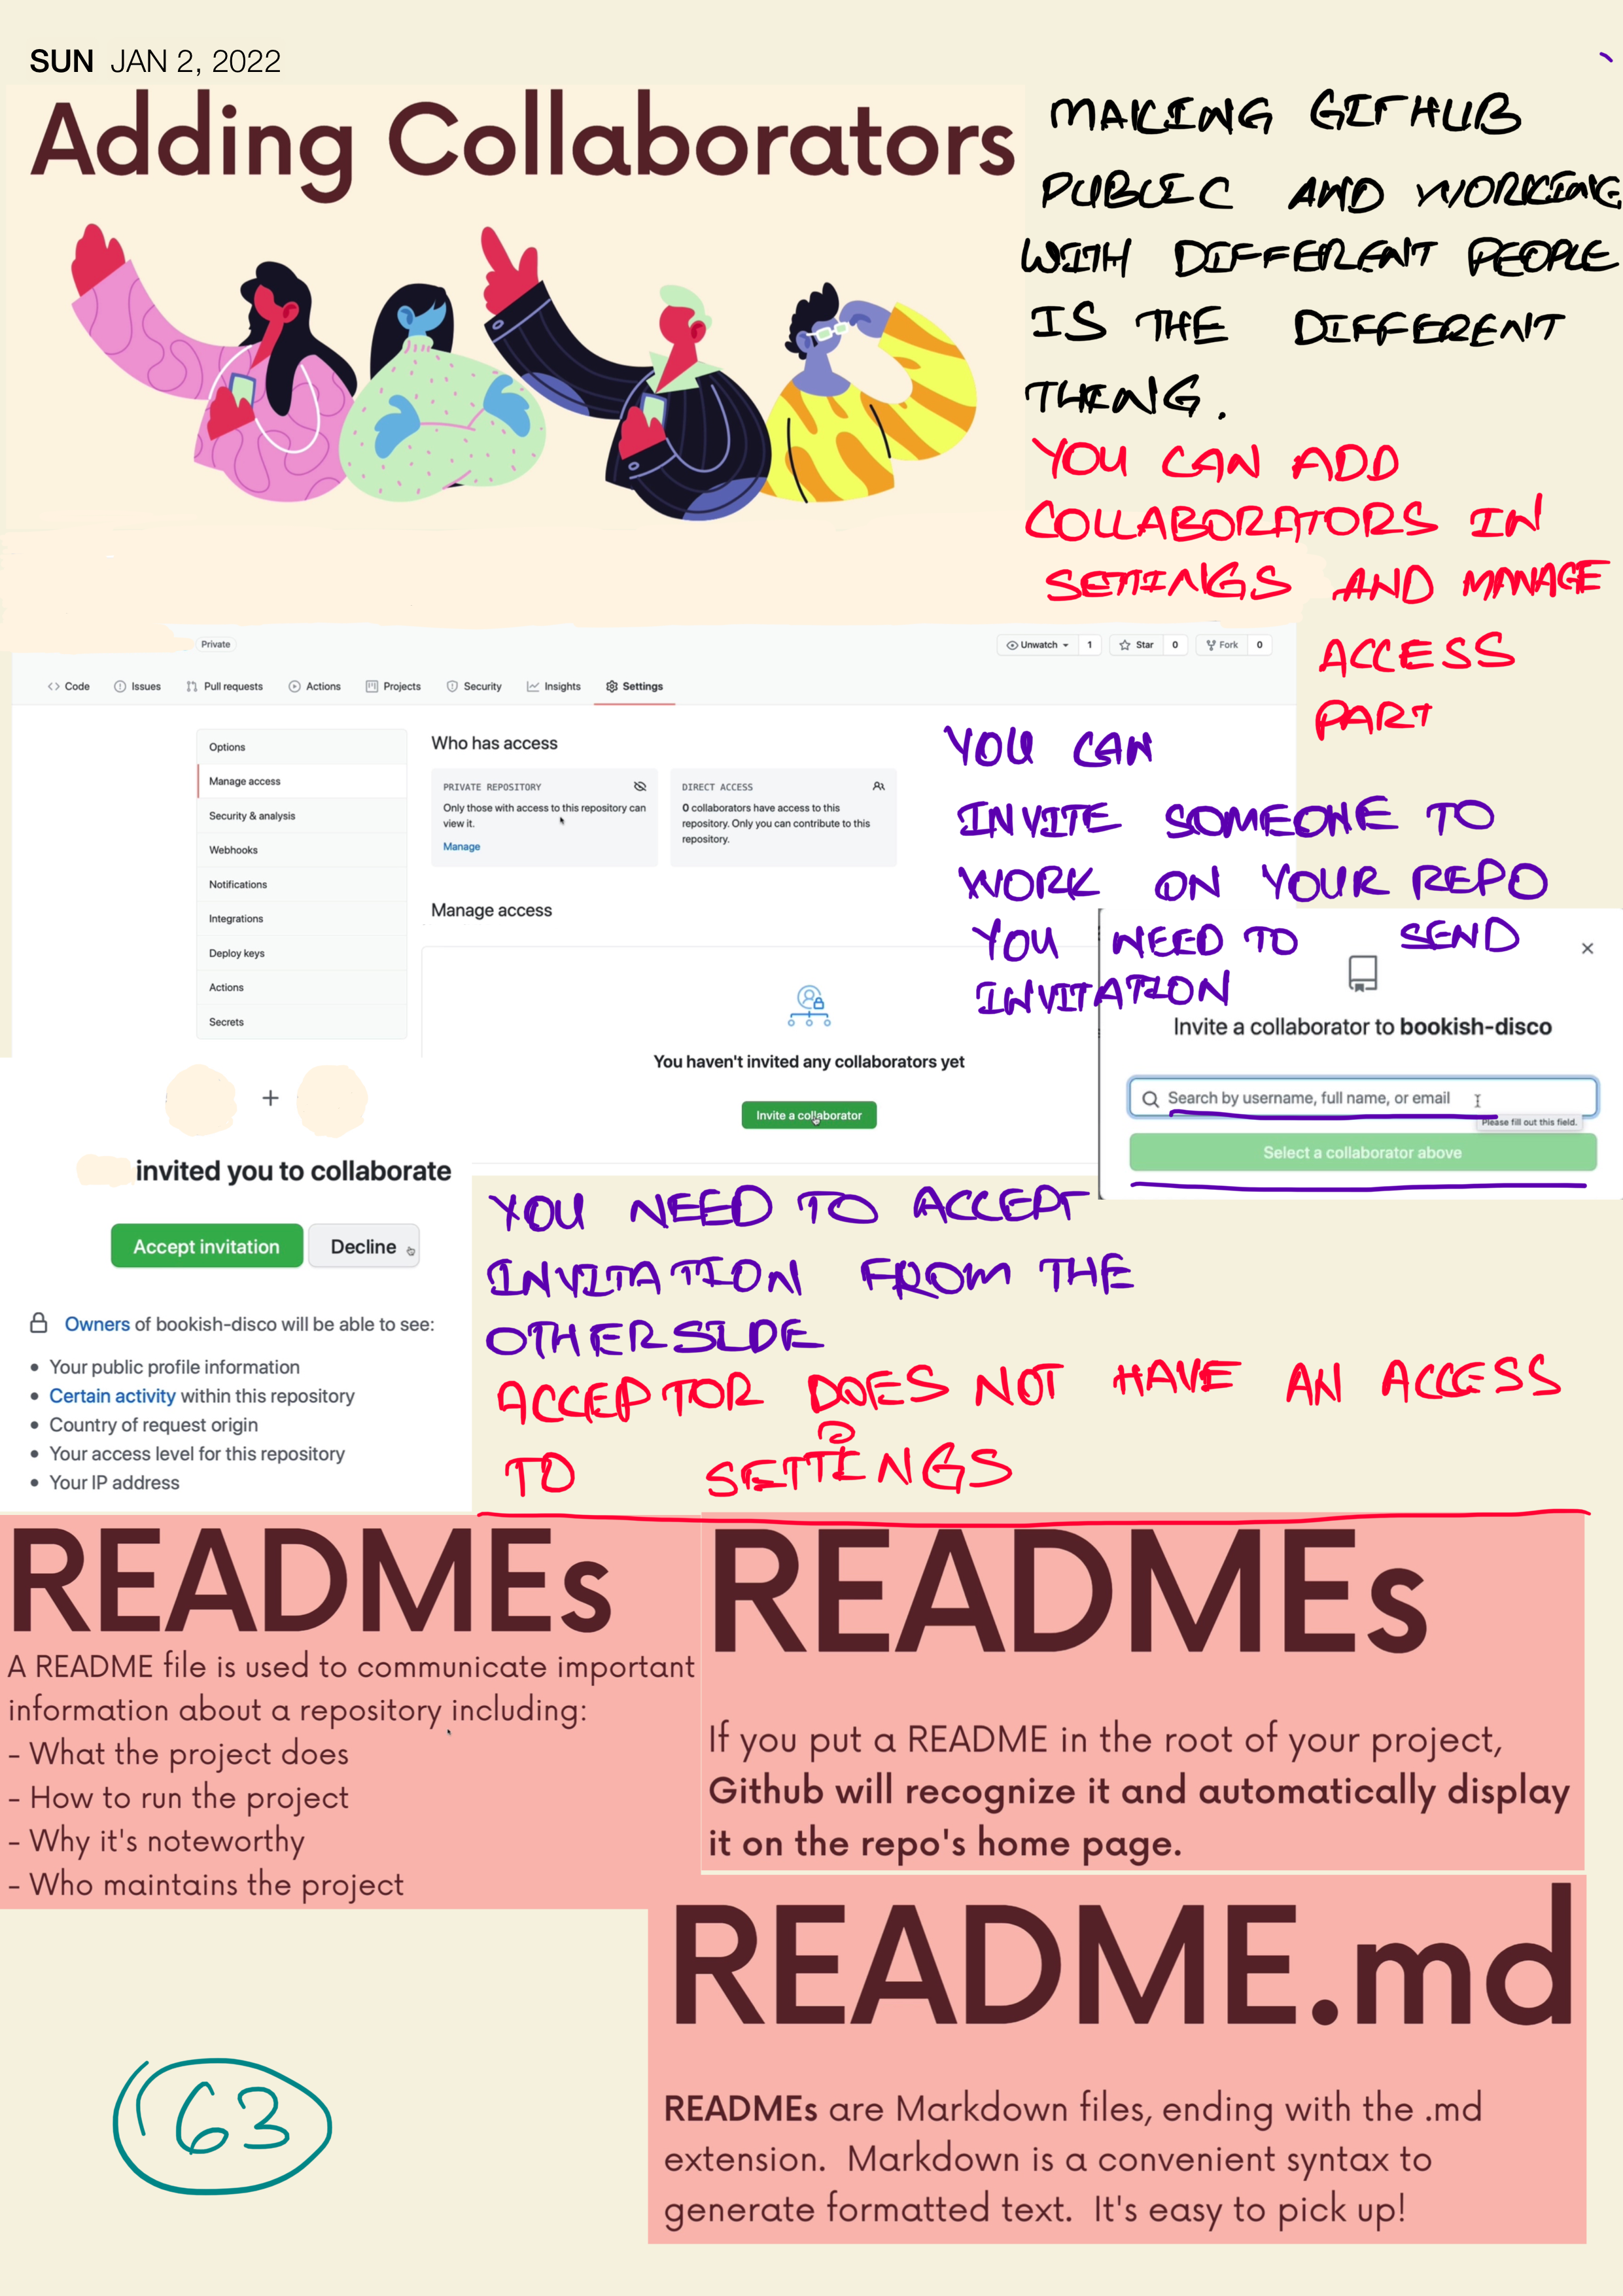 SUN JAN 2, 2022
Adding Collaborators
MAKING GITHUB
PUBLIC AND WORKING
WITH DIFFERENT PEOPLE
IS THE DIFFERENT
THING.
YOU CAN ADD
COLLABORATORS IN
SETTINGS AND MANAGE
ACCESS
PART
Private
Unwatch 1 Star 0 Fork 0
Code Issues Pull requests Actions Projects Security Insights Settings
Options
Manage access
Security & analysis
Webhooks
Notifications
Integrations
Deploy keys
Actions
Secrets
Who has access
PRIVATE REPOSITORY
Only those with access to this repository can
view it.
Manage
DIRECT ACCESS
0 collaborators have access to this
repository. Only you can contribute to this
repository.
Manage access
You haven't invited any collaborators yet
Invite a collaborator
YOU CAN
INVITE SOMEONE TO
WORK ON YOUR REPO
YOU NEED TO SEND
INVITATION
Invite a collaborator to bookish-disco
Search by username, full name, or email
Please fill out this field.
Select a collaborator above
+
invited you to collaborate
Accept invitation Decline
Owners of bookish-disco will be able to see:
• Your public profile information
• Certain activity within this repository
• Country of request origin
• Your access level for this repository
• Your IP address
YOU NEED TO ACCEPT
INVITATION FROM THE
OTHERSIDE
ACCEPTOR DOES NOT HAVE AN ACCESS
TO SETTINGS
READMEs
A README file is used to communicate important
information about a repository including:
- What the project does
- How to run the project
- Why it's noteworthy
- Who maintains the project
READMEs
If you put a README in the root of your project,
Github will recognize it and automatically display
it on the repo's home page.
README.md
READMEs are Markdown files, ending with the .md
extension. Markdown is a convenient syntax to
generate formatted text. It's easy to pick up!
63